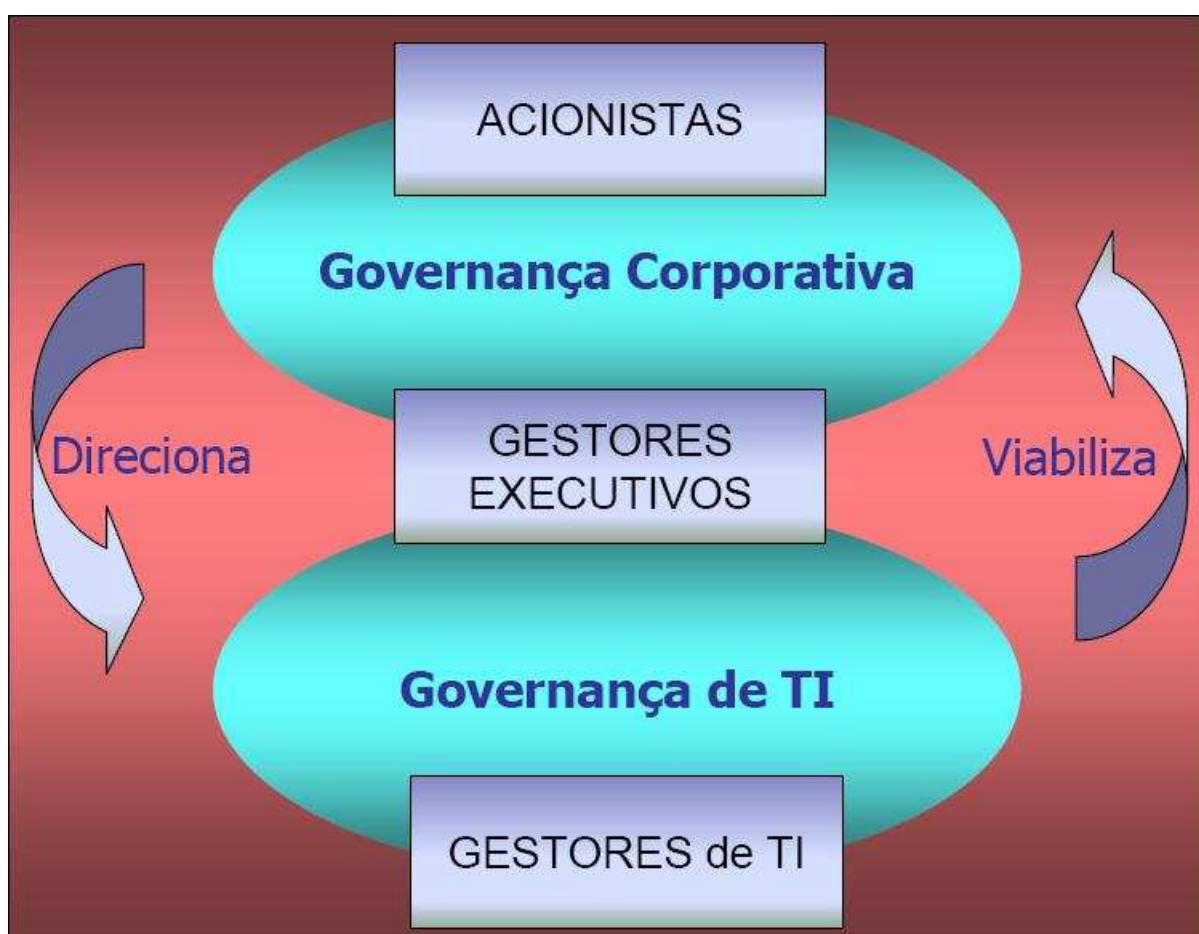 ACIONISTAS
Governança Corporativa
Direciona
GESTORES
EXECUTIVOS
Viabiliza
Governança de TI
GESTORES de TI